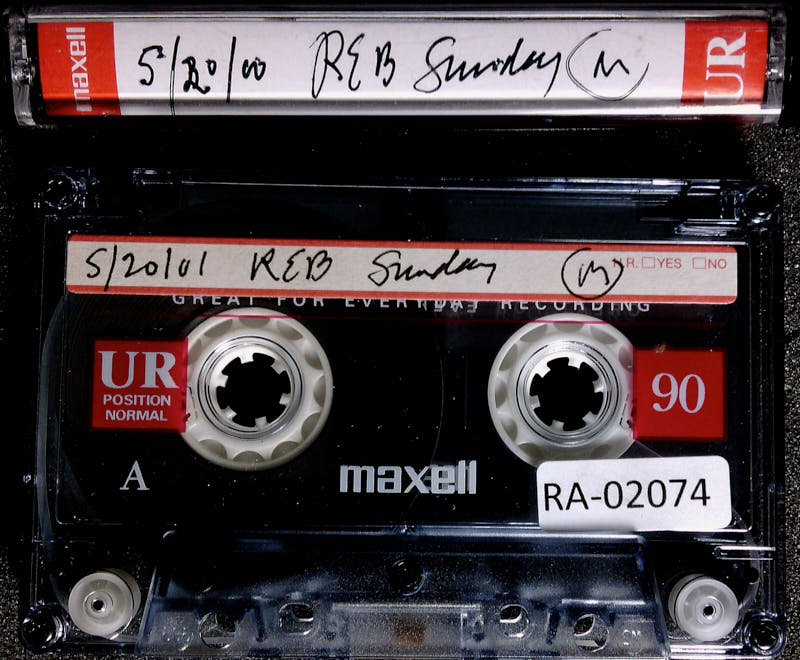 maxell 5/20/00 REB Sunday (M) UR
5/20/01 REB Sunday (M) N.R. □YES □NO
GREAT FOR EVERYDAY RECORDING
UR
POSITION
NORMAL
90
A
maxell
RA-02074